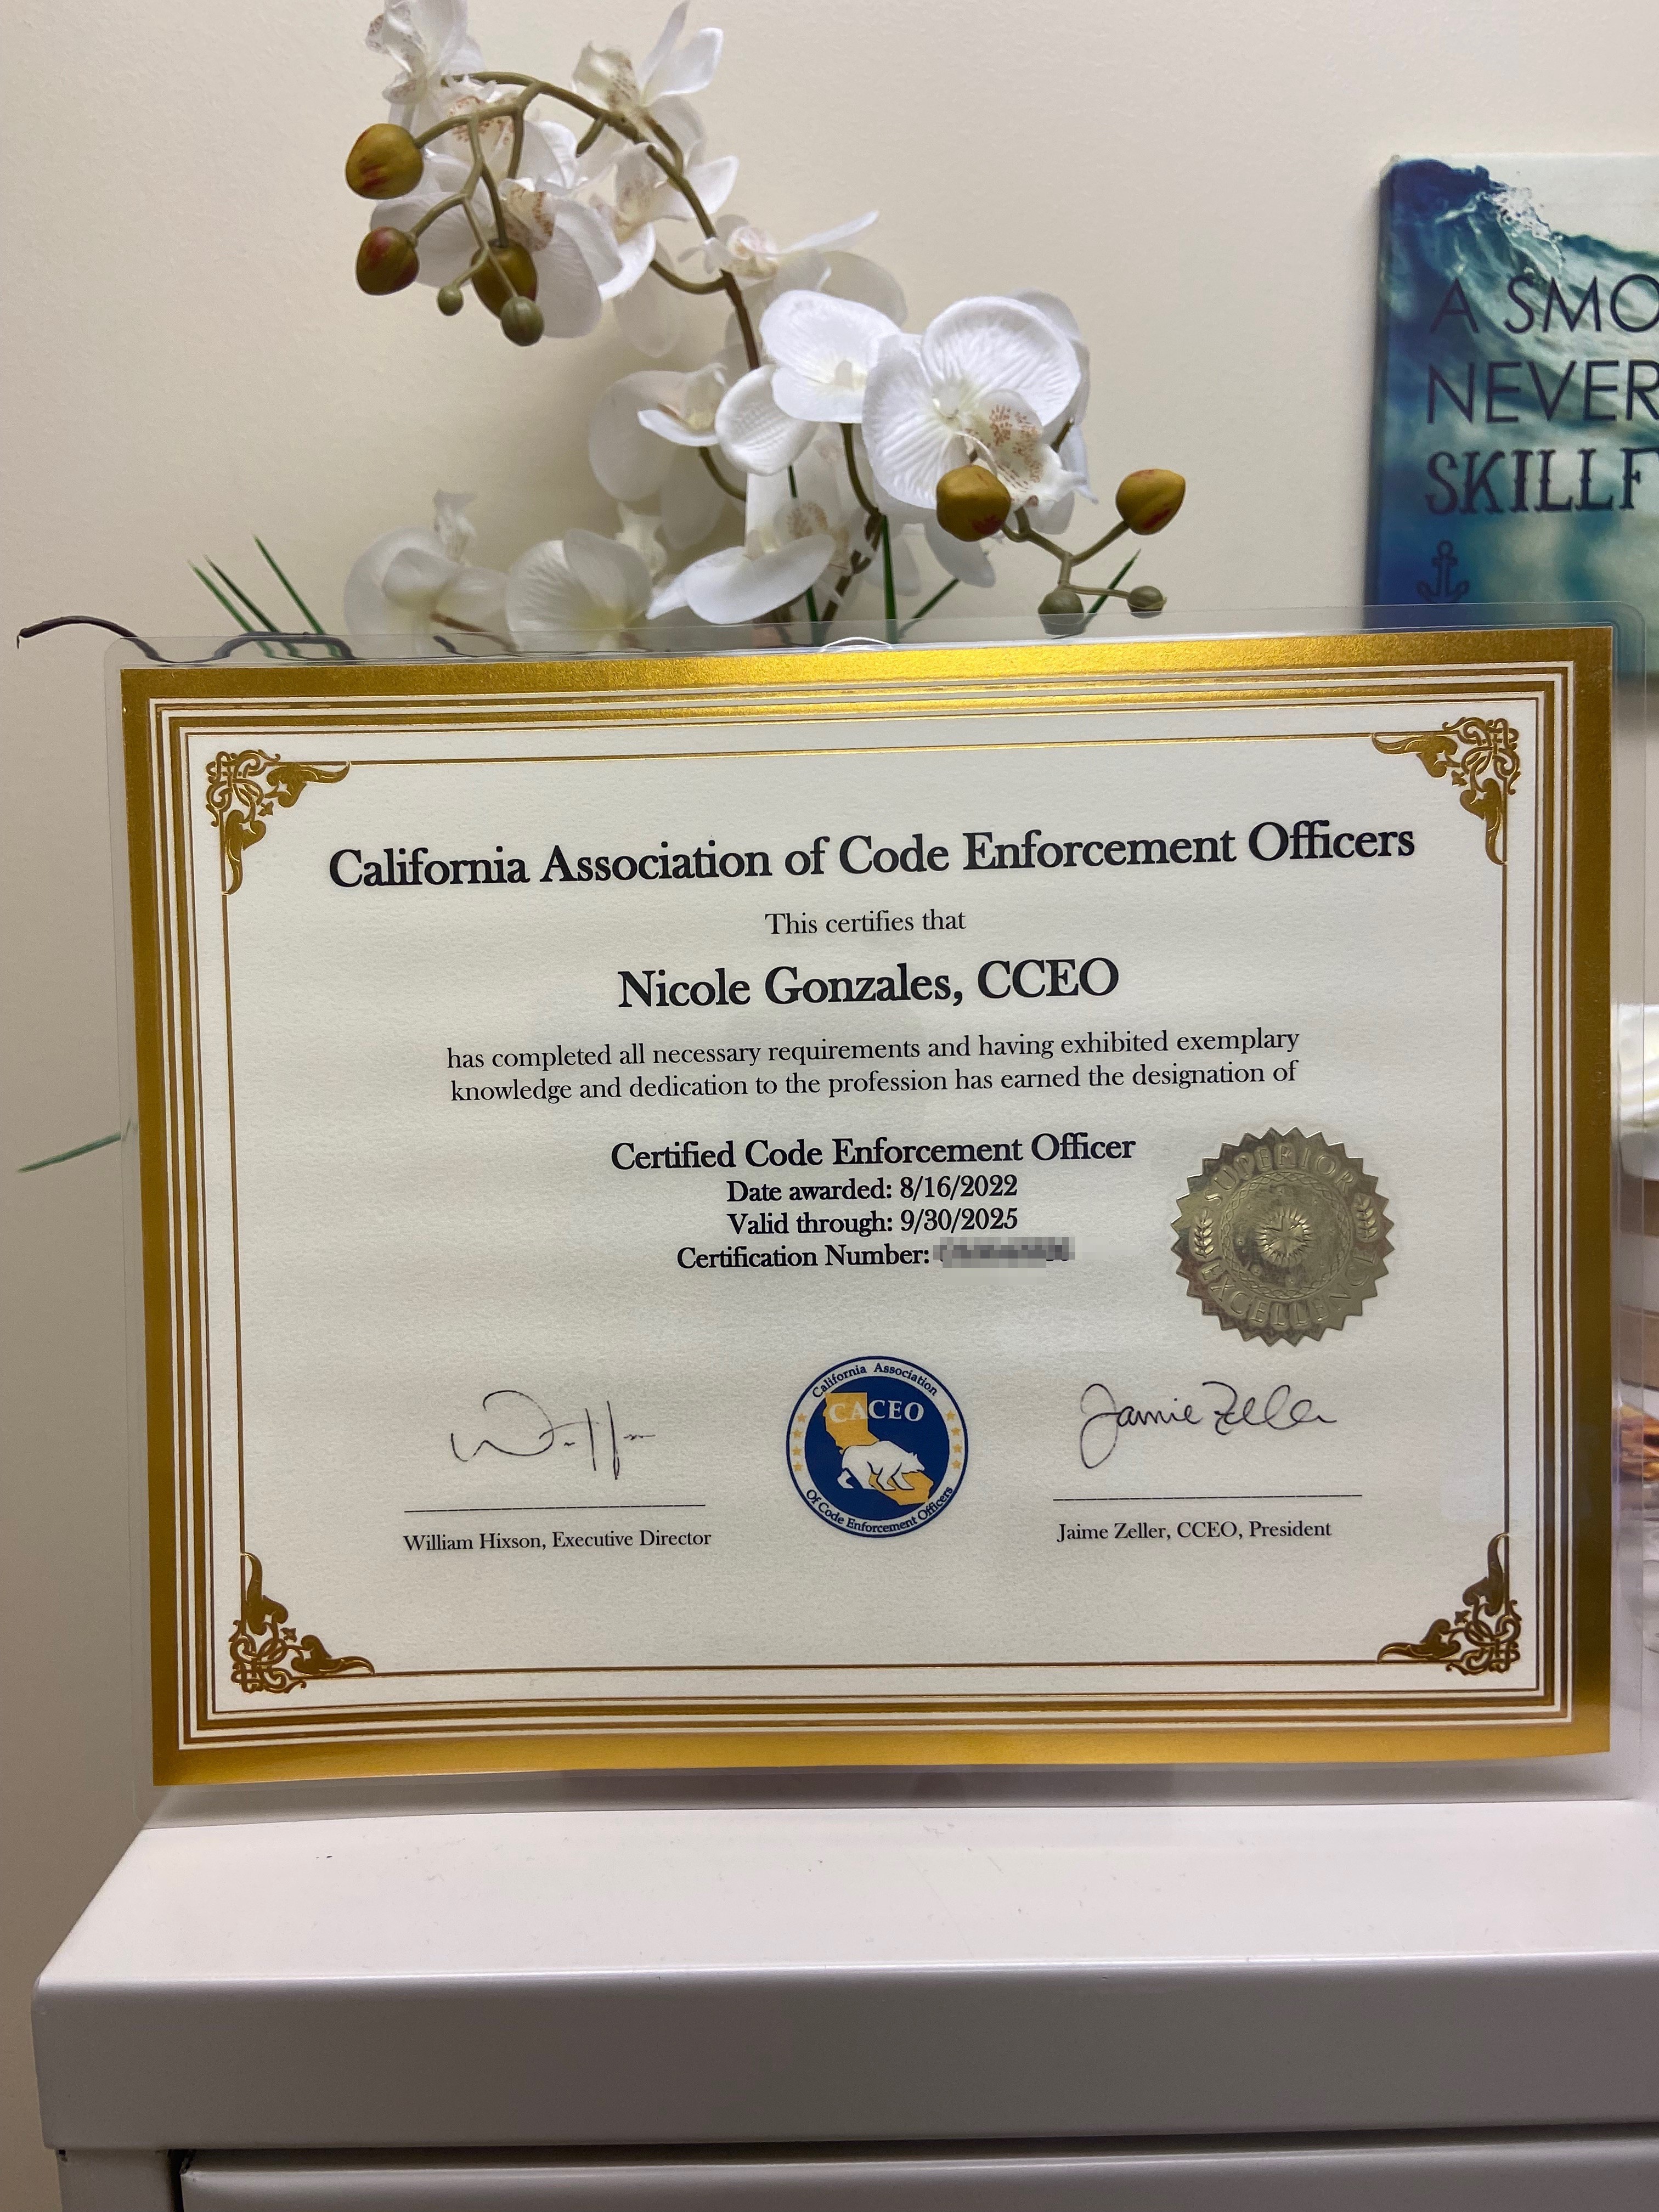 A SMO
NEVER
SKILLF
California Association of Code Enforcement Officers
This certifies that
Nicole Gonzales, CCEO
has completed all necessary requirements and having exhibited exemplary
knowledge and dedication to the profession has earned the designation of
Certified Code Enforcement Officer
Date awarded: 8/16/2022
Valid through: 9/30/2025
Certification Number:
SUPERIOR
EXCELLENCE
California Association
CACEO
Of Code Enforcement Officers
Jamie Zeller
William Hixson, Executive Director
Jaime Zeller, CCEO, President